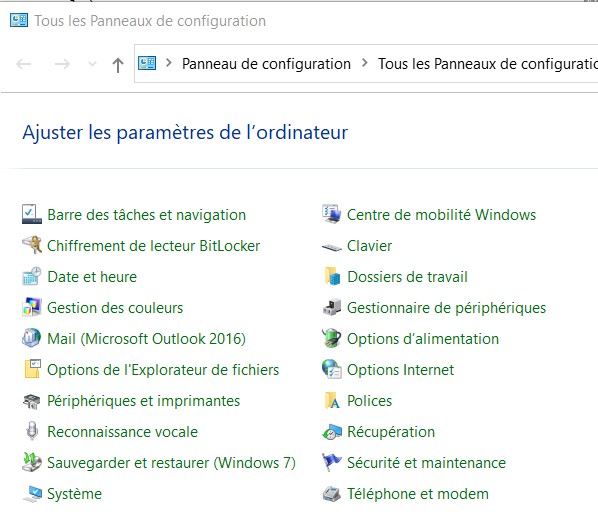 Tous les Panneaux de configuration
Panneau de configuration
Tous les Panneaux de configuratio
Ajuster les paramètres de l’ordinateur
Barre des tâches et navigation
Centre de mobilité Windows
Chiffrement de lecteur BitLocker
Clavier
Date et heure
Dossiers de travail
Gestion des couleurs
Gestionnaire de périphériques
Mail (Microsoft Outlook 2016)
Options d’alimentation
Options de l'Explorateur de fichiers
Options Internet
Périphériques et imprimantes
Polices
Reconnaissance vocale
Récupération
Sauvegarder et restaurer (Windows 7)
Sécurité et maintenance
Système
Téléphone et modem